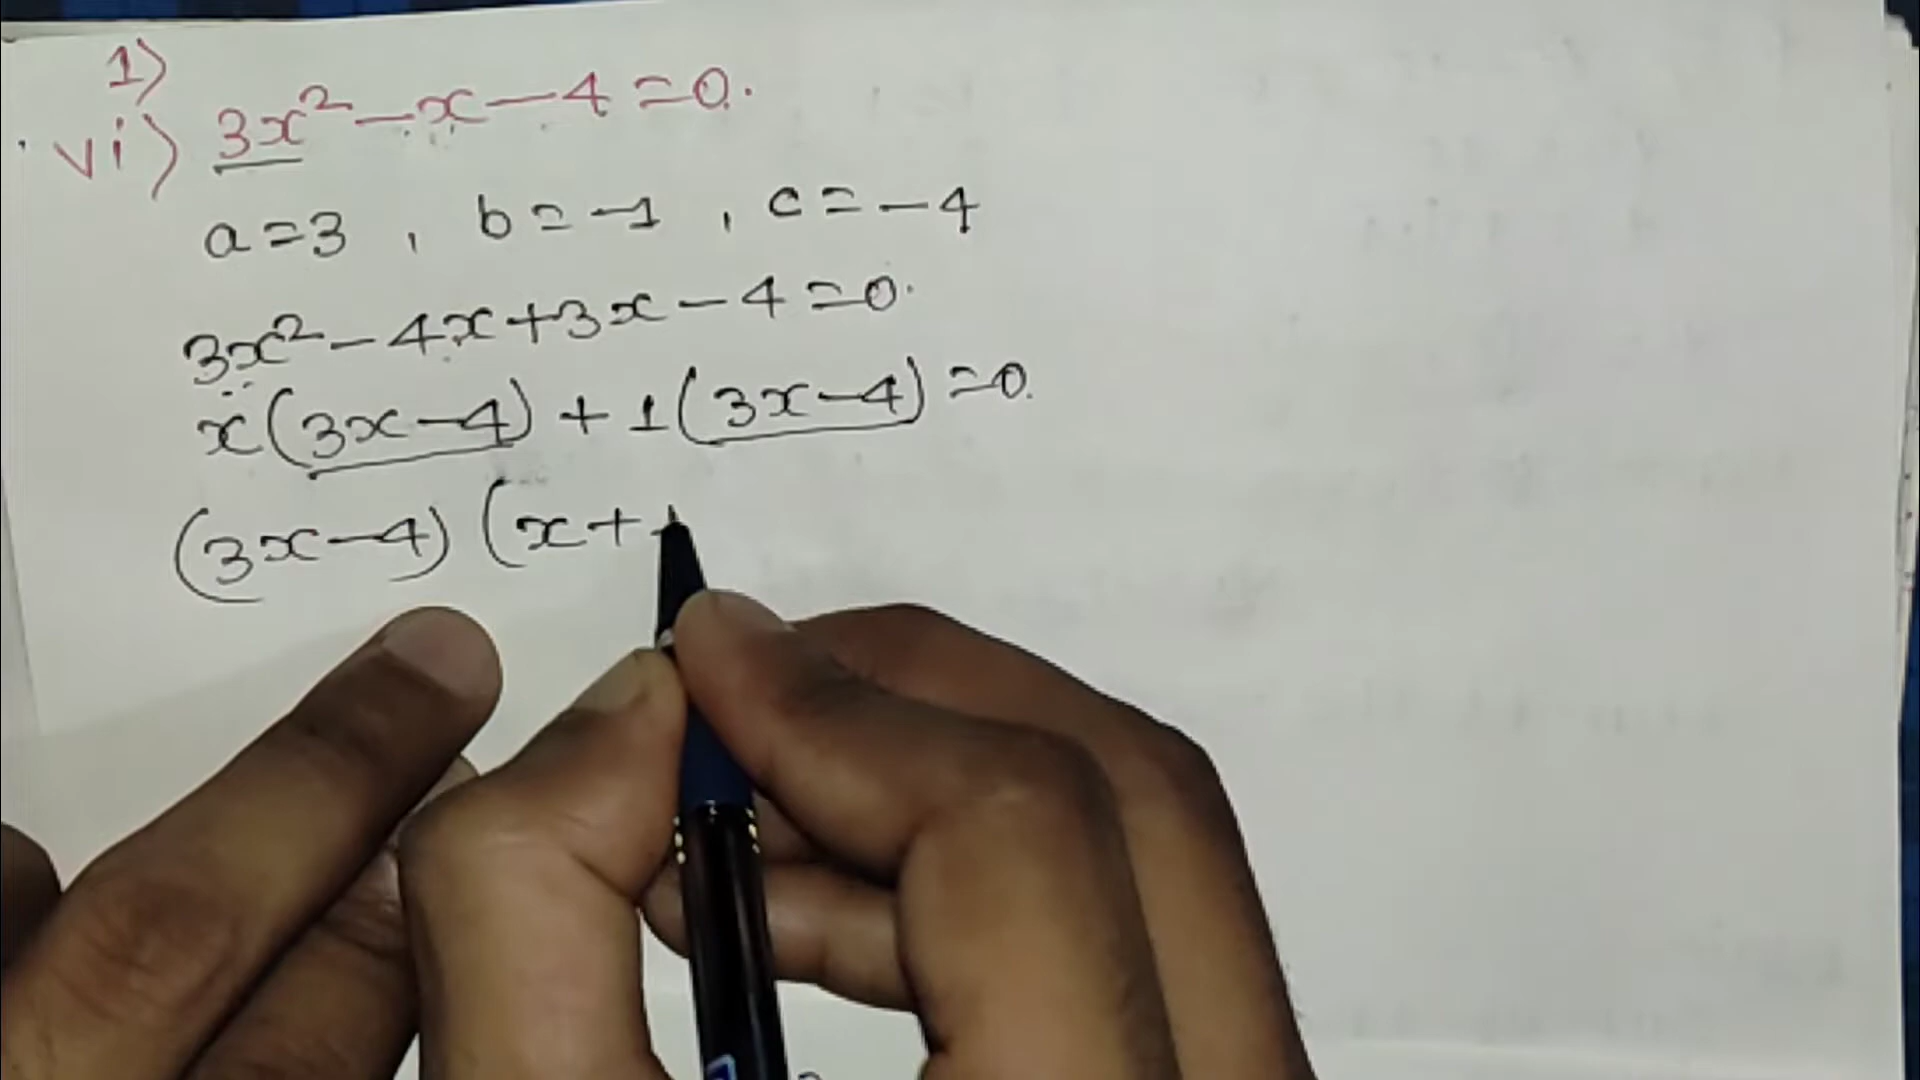 1)
vi) 3x² - x - 4 = 0.
a = 3 , b = -1 , c = -4
3x² - 4x + 3x - 4 = 0.
x(3x - 4) + 1(3x - 4) = 0.
(3x - 4) (x +